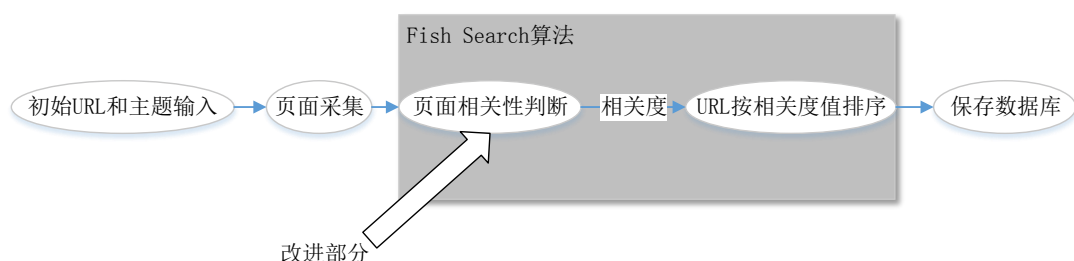 Fish Search算法
初始URL和主题输入
页面采集
页面相关性判断
相关度
URL按相关度值排序
保存数据库
改进部分